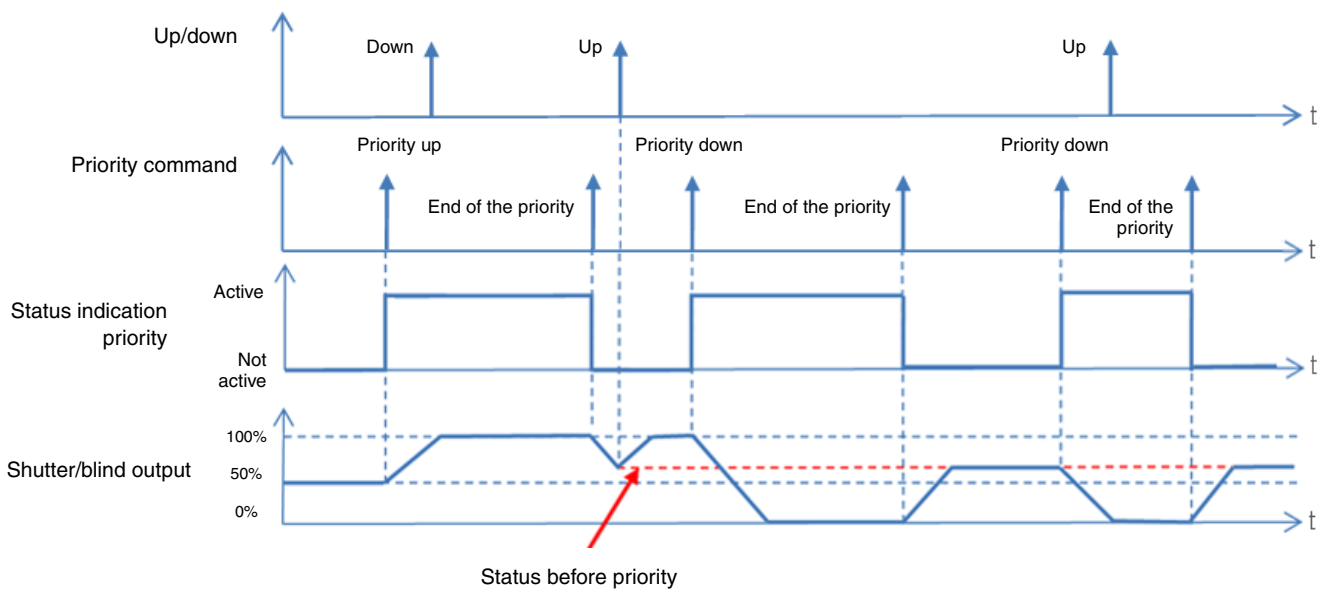 Up/down
Down
Up
Up
t
Priority command
Priority up
Priority down
Priority down
End of the priority
End of the priority
End of the
priority
t
Status indication
priority
Active
Not
active
t
Shutter/blind output
100%
50%
0%
t
Status before priority